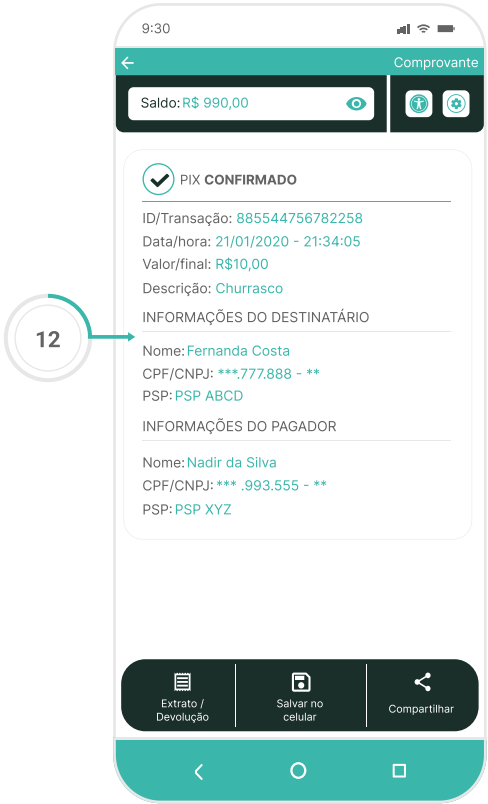 9:30
Comprovante
Saldo: R$ 990,00
PIX CONFIRMADO
ID/Transação: 885544756782258
Data/hora: 21/01/2020 - 21:34:05
Valor/final: R$10,00
Descrição: Churrasco
INFORMAÇÕES DO DESTINATÁRIO
12
Nome: Fernanda Costa
CPF/CNPJ: ***.777.888 - **
PSP: PSP ABCD
INFORMAÇÕES DO PAGADOR
Nome: Nadir da Silva
CPF/CNPJ: *** .993.555 - **
PSP: PSP XYZ
Extrato /
Devolução
Salvar no
celular
Compartilhar